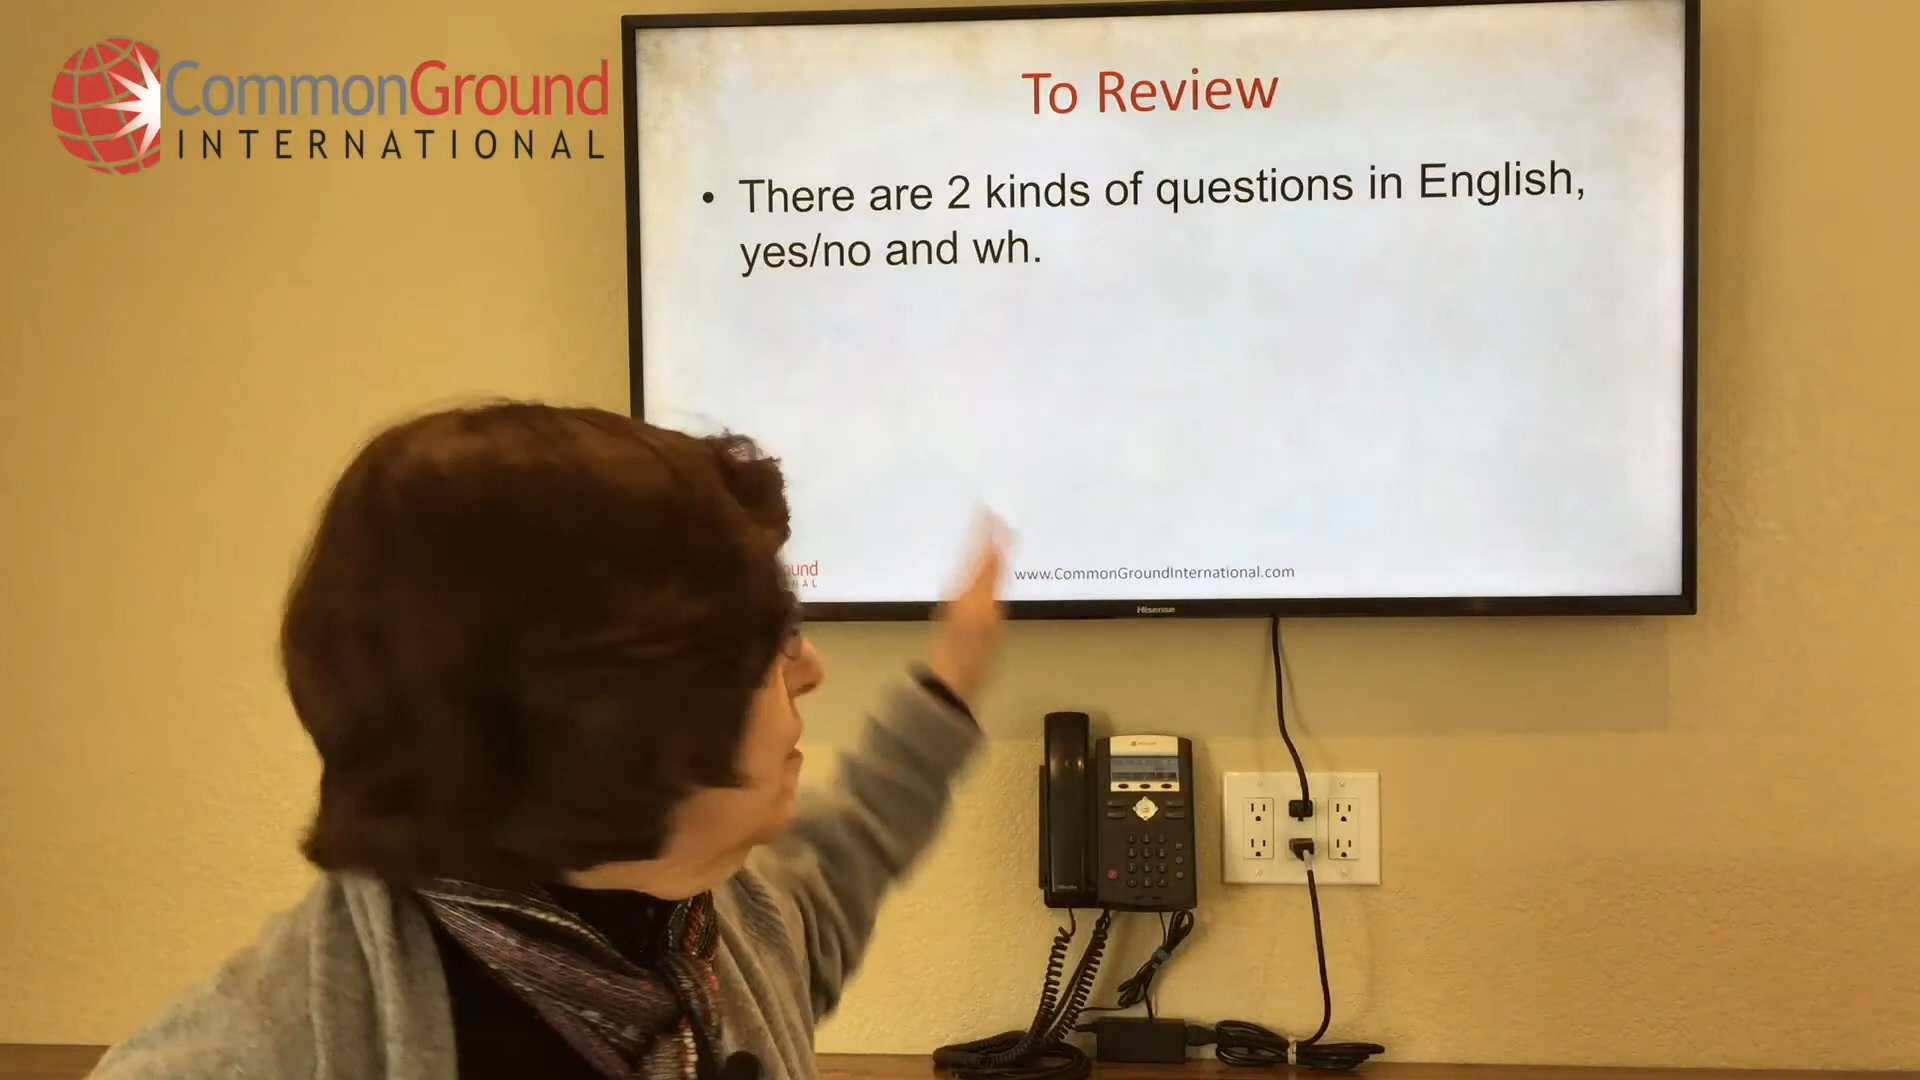 CommonGround
INTERNATIONAL
To Review
• There are 2 kinds of questions in English,
yes/no and wh.
www.CommonGroundInternational.com
Hisense